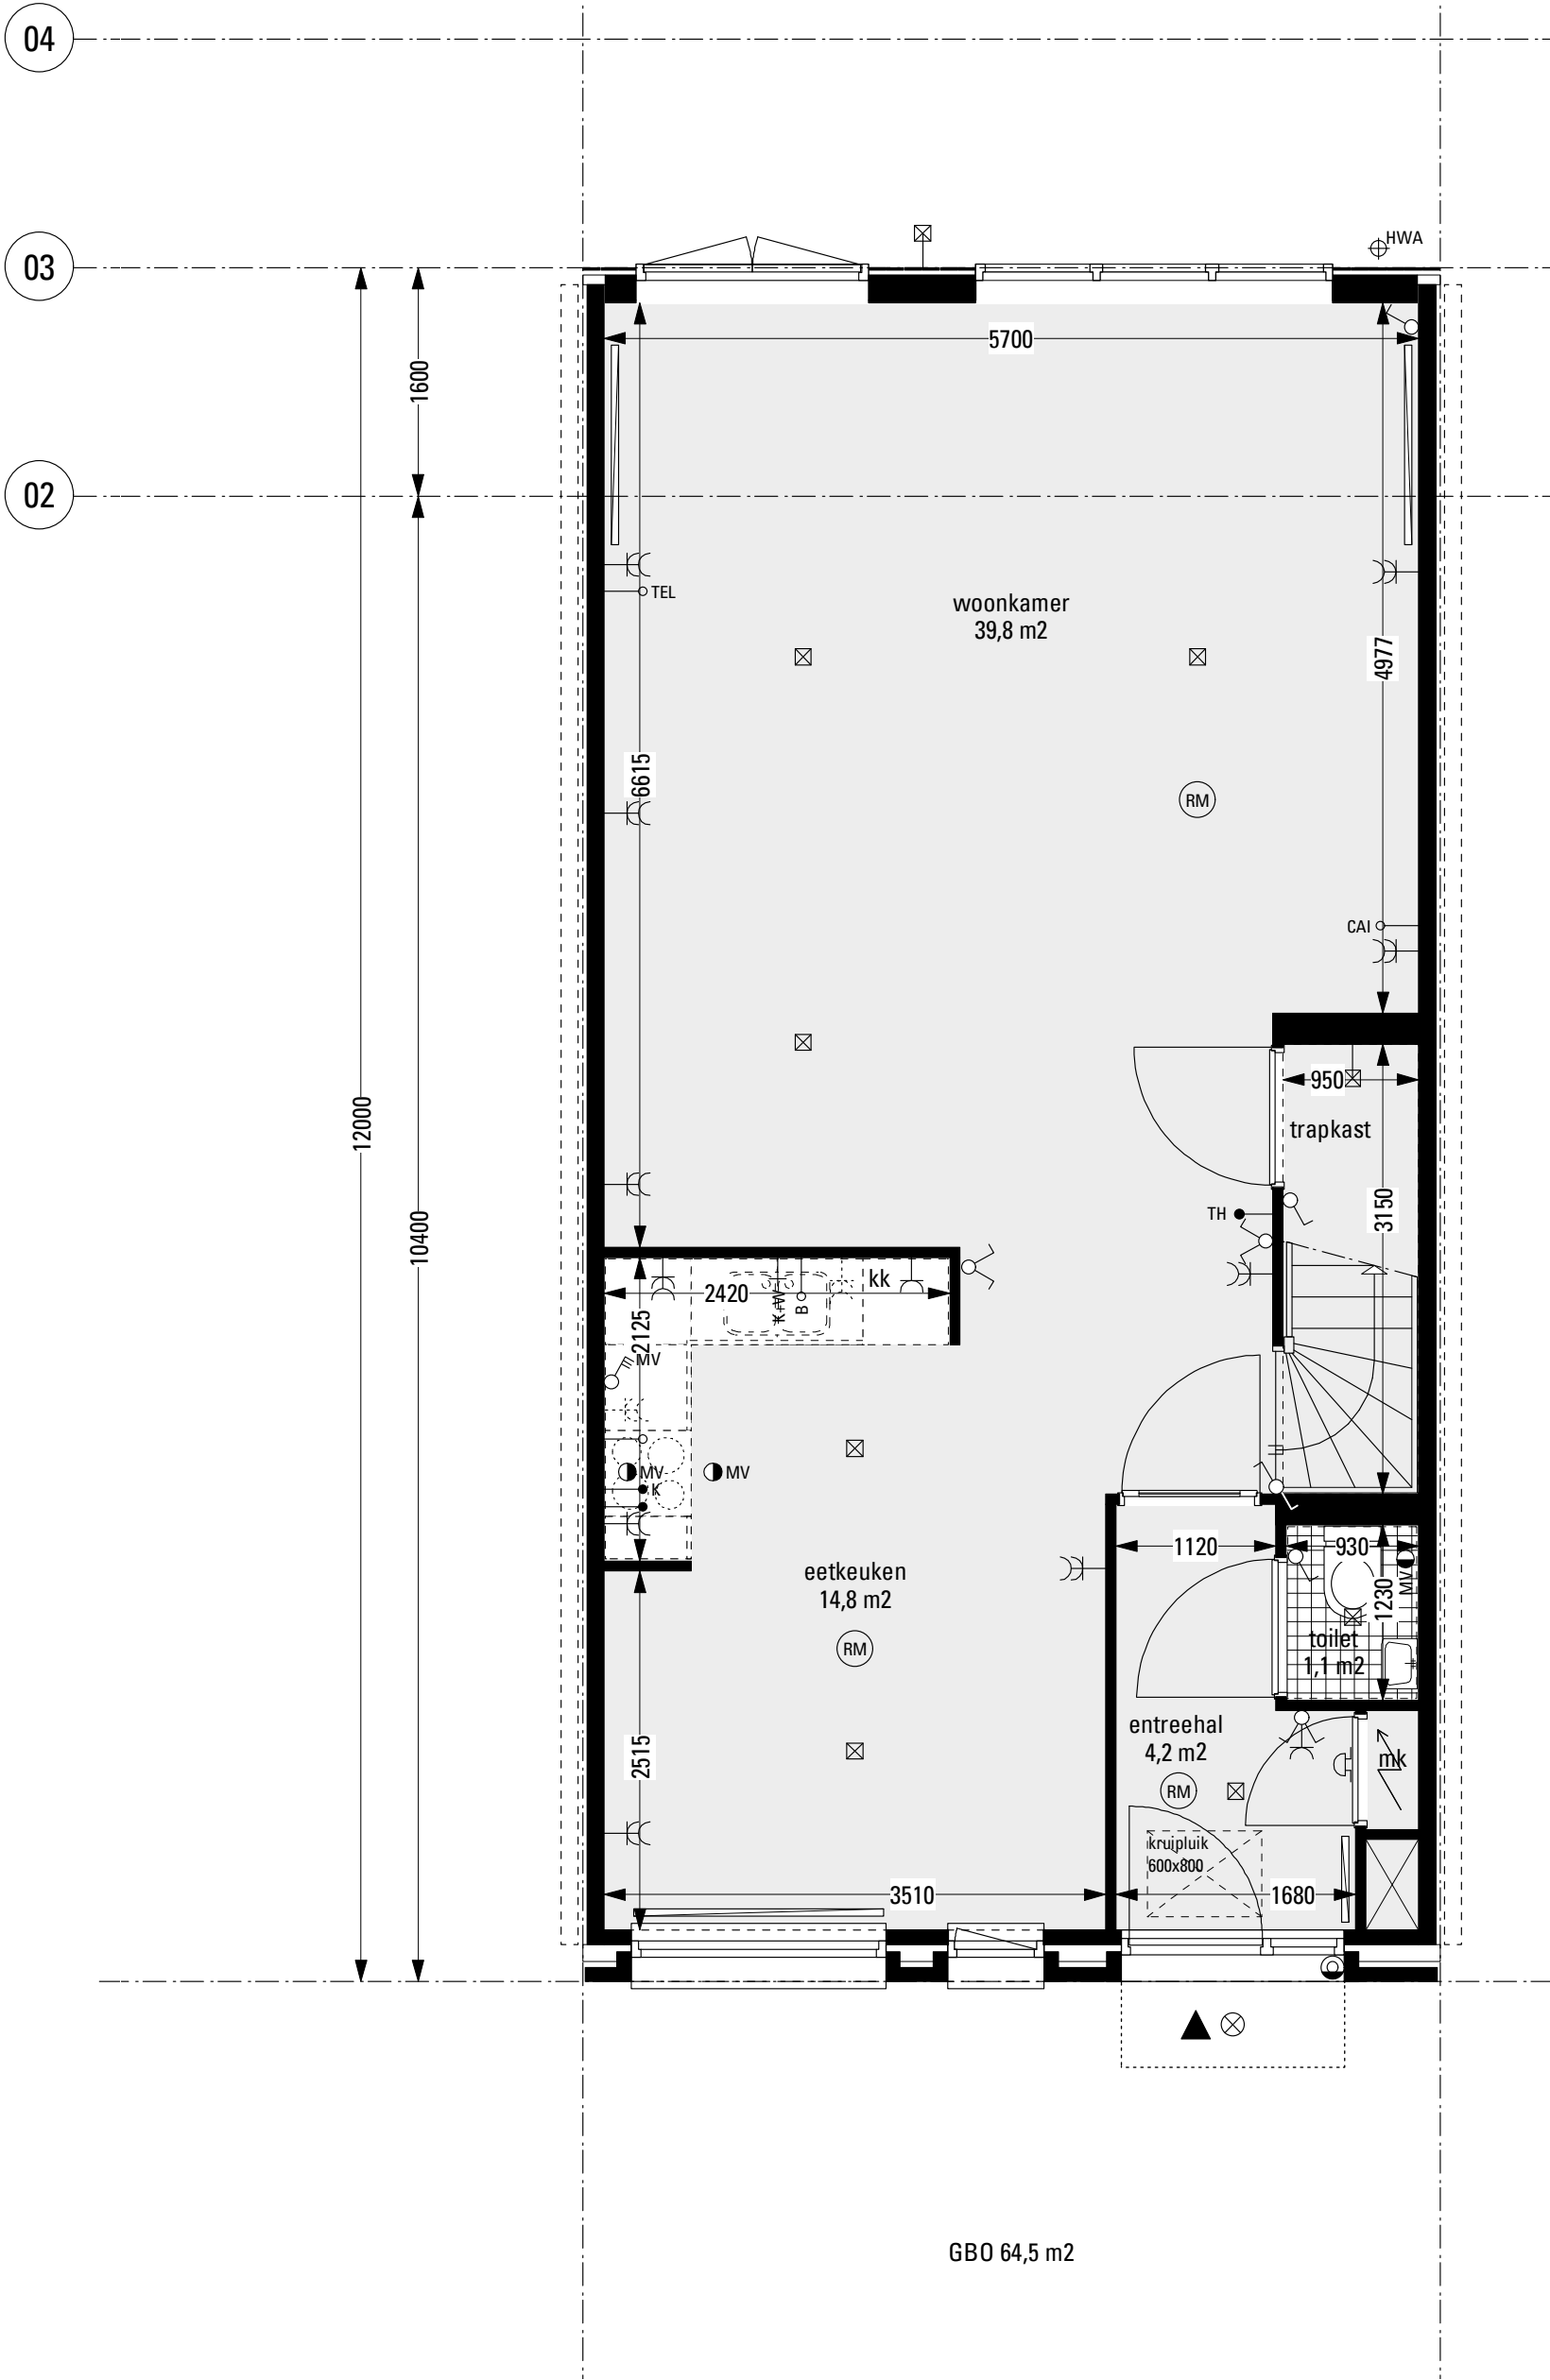 04
03
HWA
5700
1600
02
TEL
woonkamer
39,8 m2
4977
6615
CAI
950
12000
trapkast
3150
TH
10400
kk
2420
K+W
B
2125
MV
MV
MV
K
1120
930
eetkeuken
14,8 m2
MV
1230
toilet
1,1 m2
RM
RM
entreehal
4,2 m2
2515
mk
RM
kruipluik
600x800
3510
1680
GBO 64,5 m2